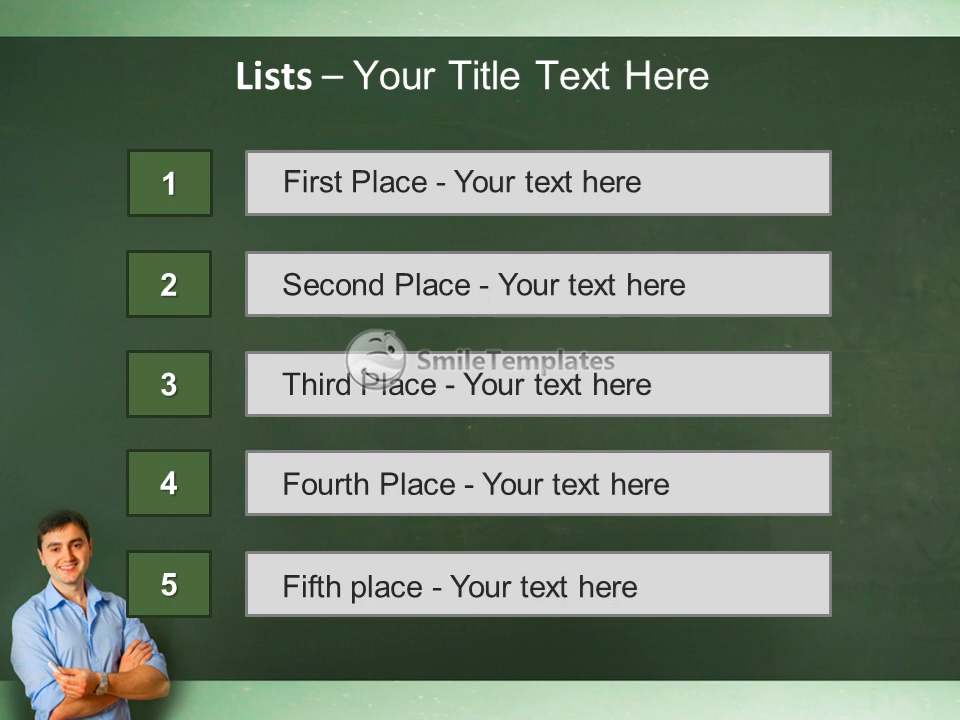 Lists – Your Title Text Here
1
First Place - Your text here
2
Second Place - Your text here
SmileTemplates
3
Third Place - Your text here
4
Fourth Place - Your text here
5
Fifth place - Your text here